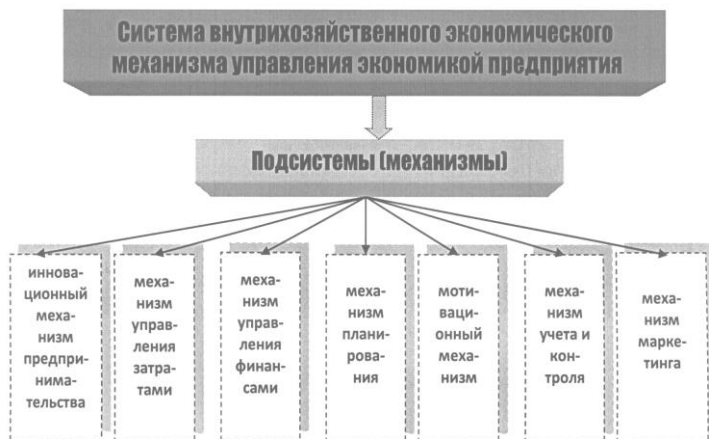 Система внутрихозяйственного экономического
механизма управления экономикой предприятия
Подсистемы (механизмы)
иннова-
ционный
меха-
низм
предпри-
нима-
тельства
меха-
низм
управ-
ления
затра-
тами
меха-
низм
управ-
ления
финан-
сами
меха-
низм
плани-
рова-
ния
моти-
ваци-
онный
меха-
низм
меха-
низм
учета и
кон-
троля
меха-
низм
марке-
тинга